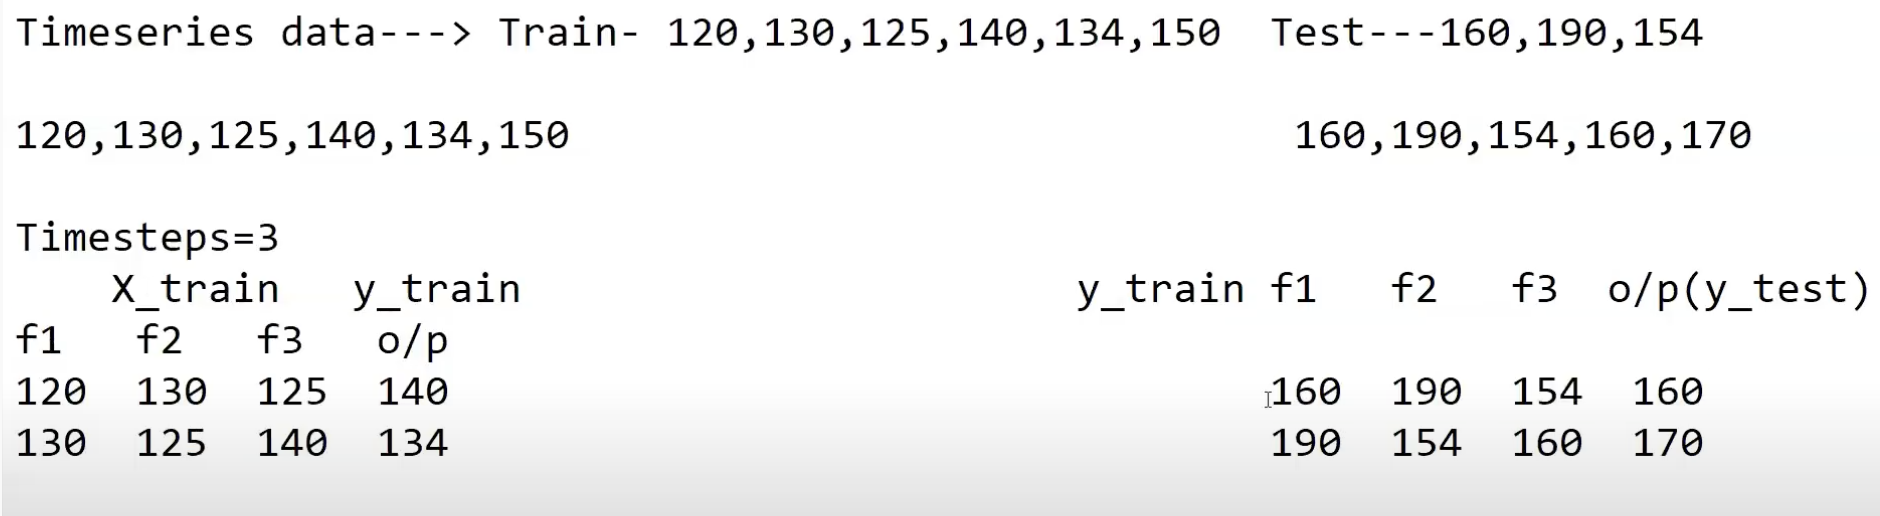 Timeseries data---> Train- 120,130,125,140,134,150 Test---160,190,154
120,130,125,140,134,150 160,190,154,160,170
Timesteps=3
X_train y_train y_train f1 f2 f3 o/p(y_test)
f1 f2 f3 o/p
120 130 125 140 160 190 154 160
130 125 140 134 190 154 160 170